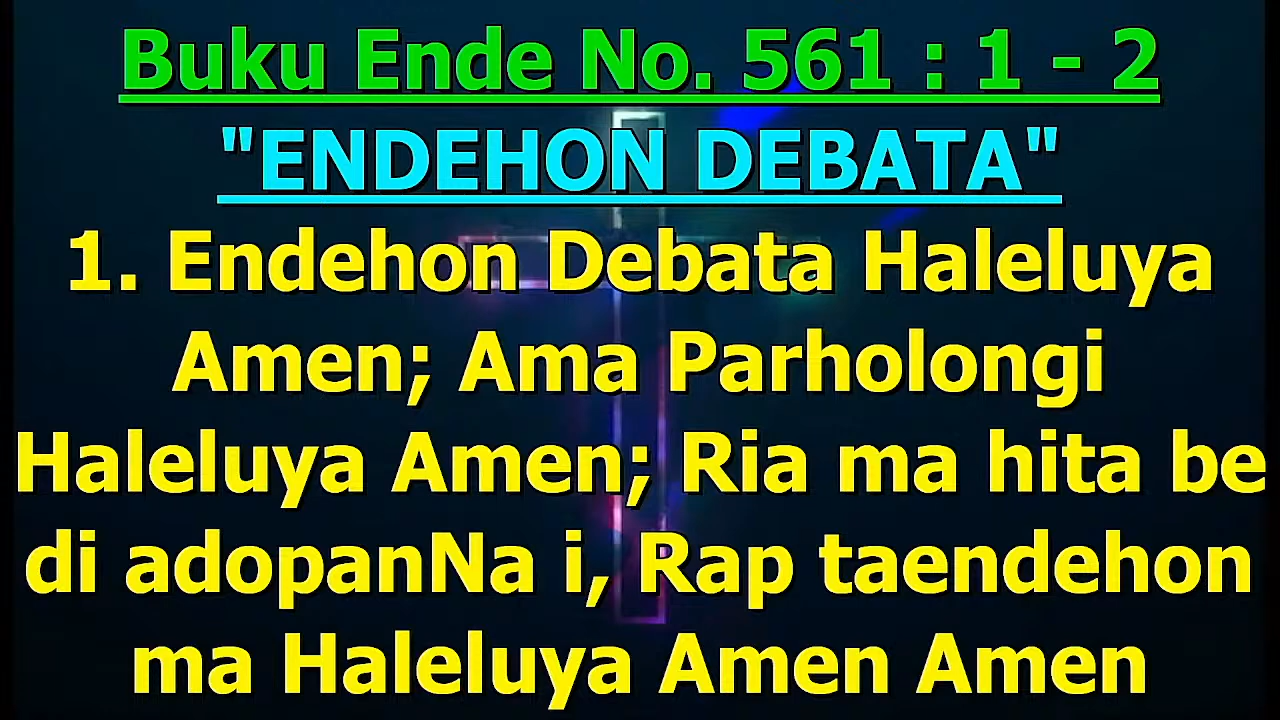 Buku Ende No. 561 : 1 - 2
"ENDEHON DEBATA"
1. Endehon Debata Haleluya
Amen; Ama Parholongi
Haleluya Amen; Ria ma hita be
di adopanNa i, Rap taendehon
ma Haleluya Amen Amen